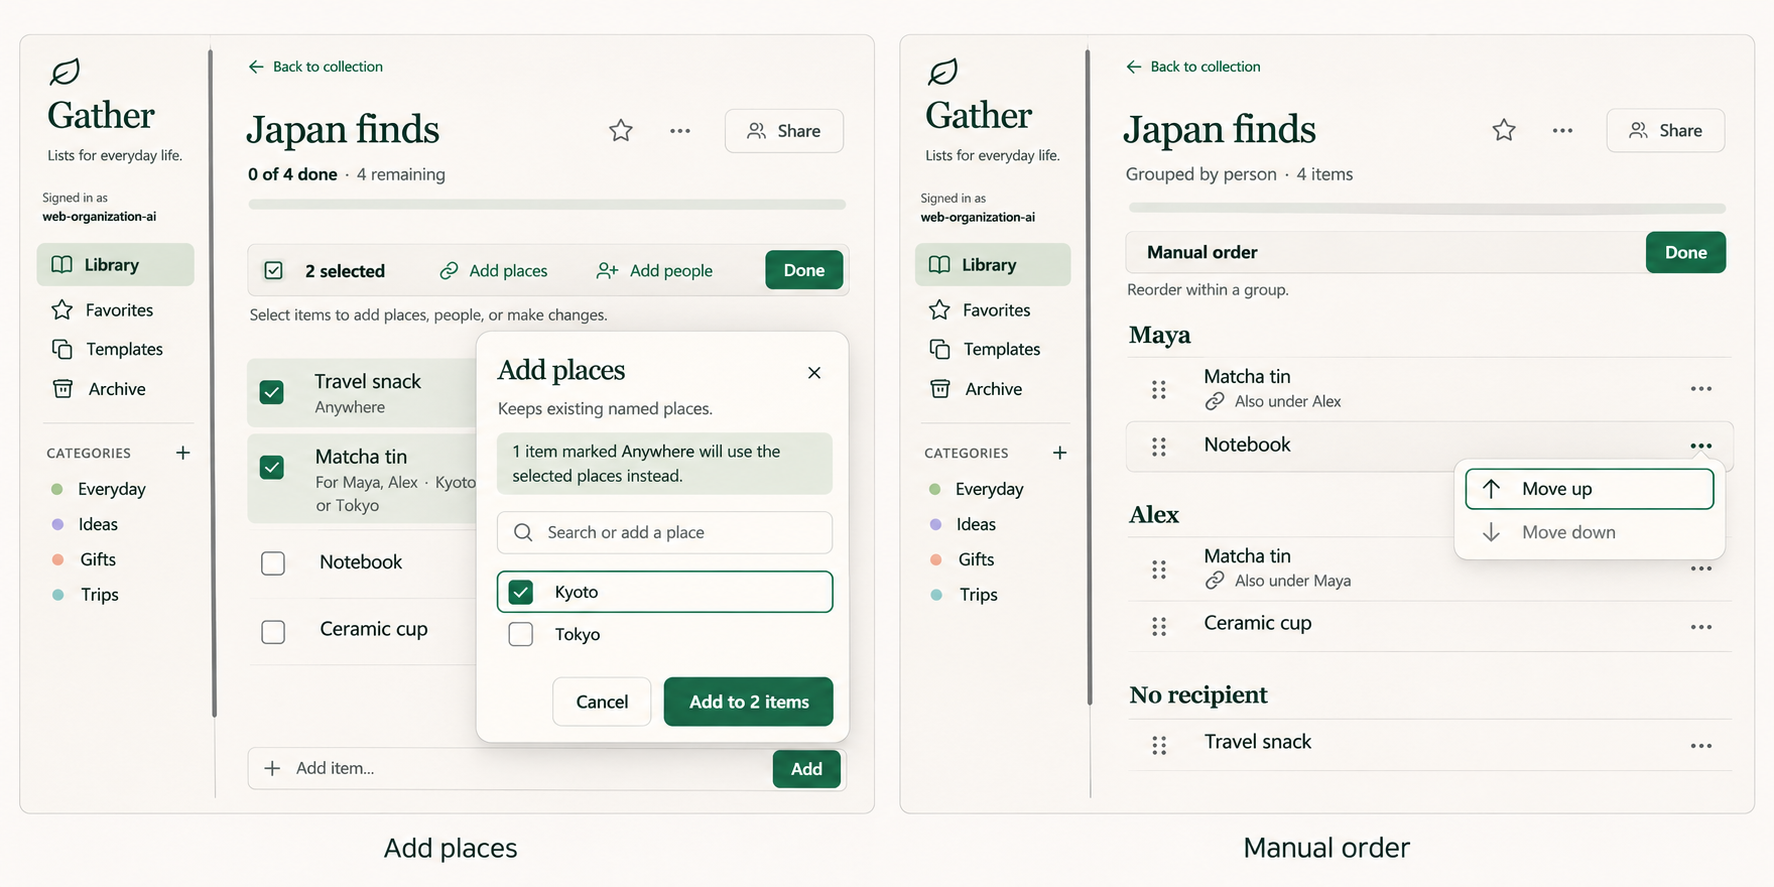 Gather
Lists for everyday life.
Signed in as
web-organization-ai
Library
Favorites
Templates
Archive
CATEGORIES
Everyday
Ideas
Gifts
Trips
Back to collection
Japan finds
Share
0 of 4 done · 4 remaining
2 selected
Add places
Add people
Done
Select items to add places, people, or make changes.
Travel snack
Anywhere
Matcha tin
For Maya, Alex · Kyoto
or Tokyo
Notebook
Ceramic cup
Add places
Keeps existing named places.
1 item marked Anywhere will use the
selected places instead.
Search or add a place
Kyoto
Tokyo
Cancel
Add to 2 items
Add item...
Add
Add places
Gather
Lists for everyday life.
Signed in as
web-organization-ai
Library
Favorites
Templates
Archive
CATEGORIES
Everyday
Ideas
Gifts
Trips
Back to collection
Japan finds
Share
Grouped by person · 4 items
Manual order
Done
Reorder within a group.
Maya
Matcha tin
Also under Alex
Notebook
Move up
Move down
Alex
Matcha tin
Also under Maya
Ceramic cup
No recipient
Travel snack
Manual order